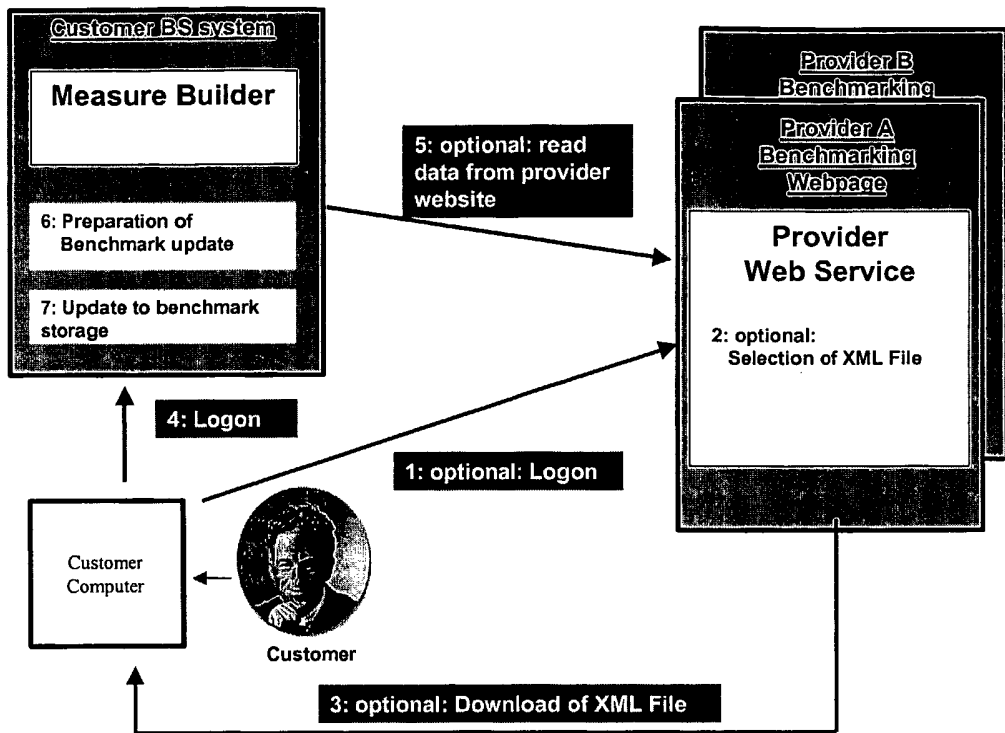 Customer BS system
Measure Builder
6: Preparation of
Benchmark update
7: Update to benchmark
storage
Provider B
Benchmarking
Provider A
Benchmarking
Webpage
Provider
Web Service
2: optional:
Selection of XML File
5: optional: read
data from provider
website
4: Logon
1: optional: Logon
Customer
Computer
Customer
3: optional: Download of XML File